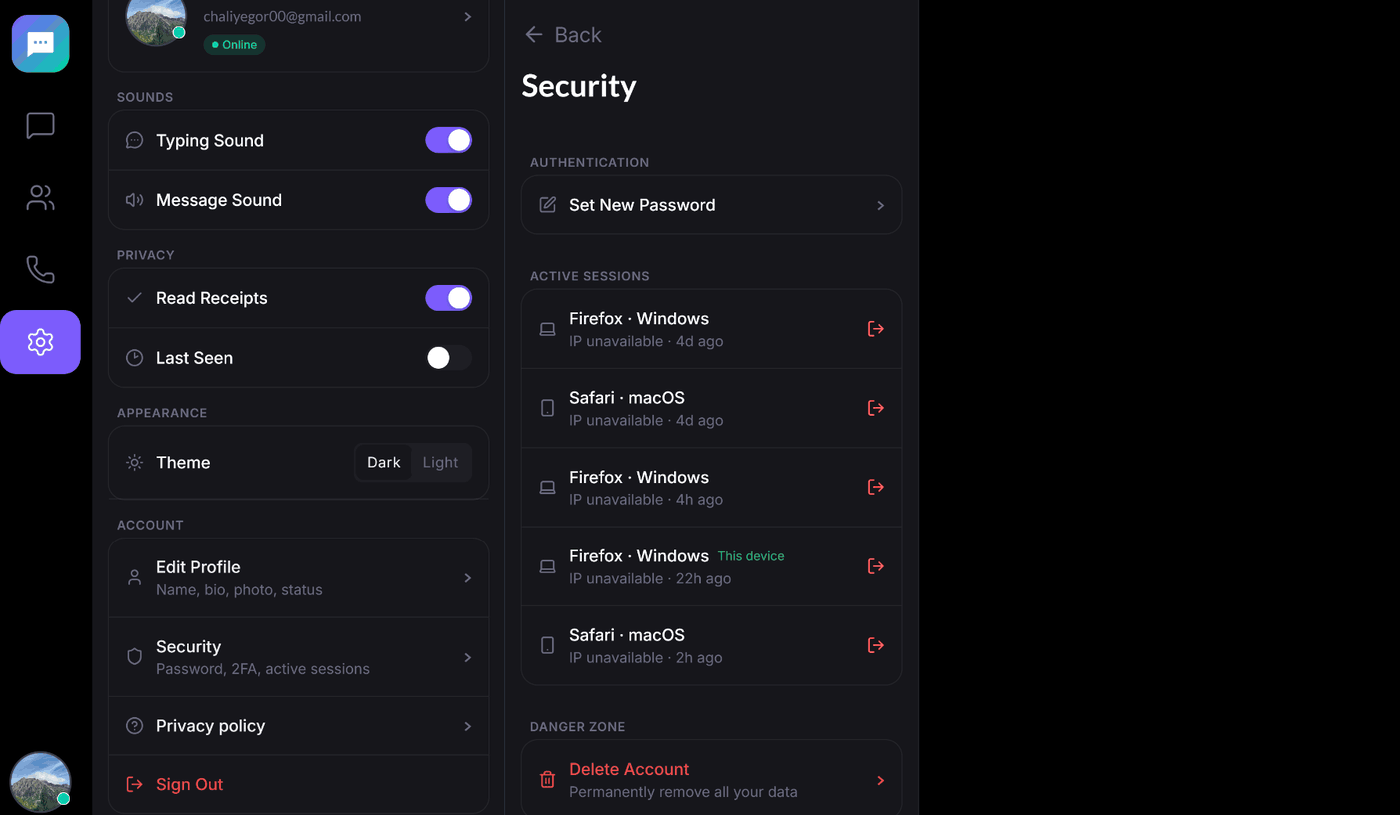 chaliyegor00@gmail.com
Online
SOUNDS
Typing Sound
Message Sound
PRIVACY
Read Receipts
Last Seen
APPEARANCE
Theme
Dark Light
ACCOUNT
Edit Profile
Name, bio, photo, status
Security
Password, 2FA, active sessions
Privacy policy
Sign Out
Back
Security
AUTHENTICATION
Set New Password
ACTIVE SESSIONS
Firefox · Windows
IP unavailable · 4d ago
Safari · macOS
IP unavailable · 4d ago
Firefox · Windows
IP unavailable · 4h ago
Firefox · Windows This device
IP unavailable · 22h ago
Safari · macOS
IP unavailable · 2h ago
DANGER ZONE
Delete Account
Permanently remove all your data